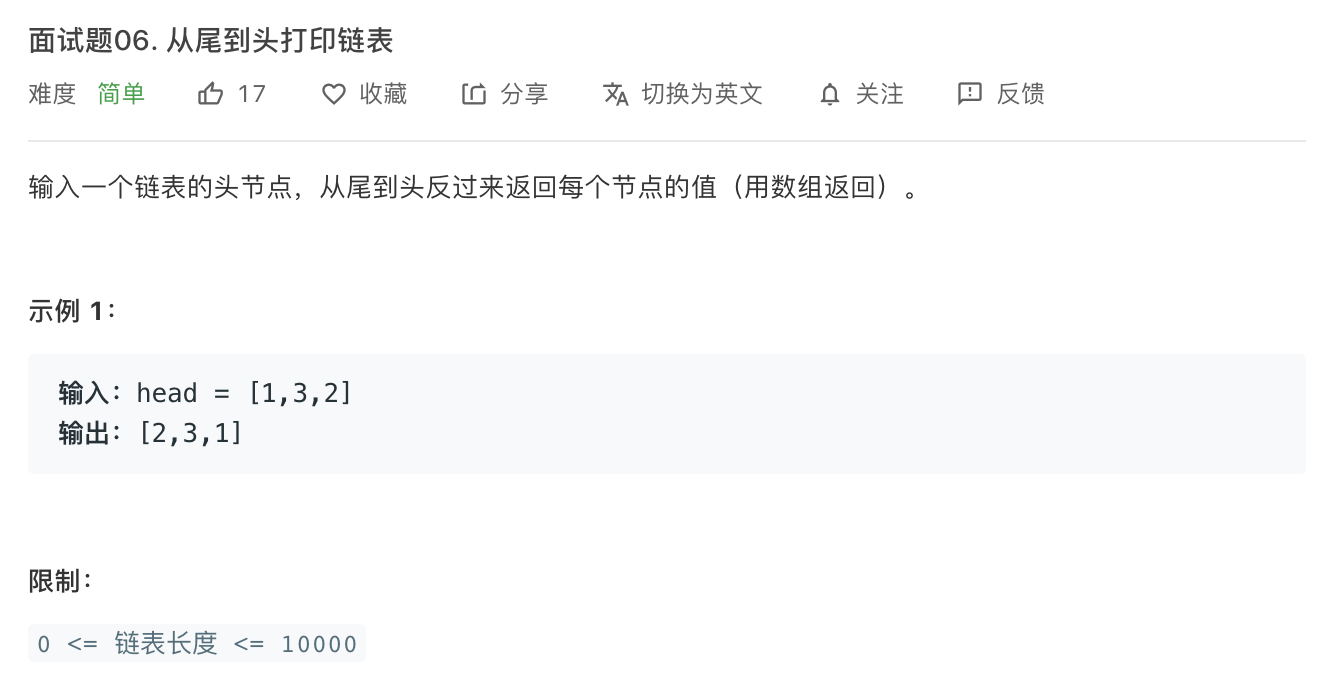 面试题06. 从尾到头打印链表
难度 简单 17 收藏 分享 切换为英文 关注 反馈
输入一个链表的头节点，从尾到头反过来返回每个节点的值（用数组返回）。
示例 1：
输入：head = [1,3,2]
输出：[2,3,1]
限制：
0 <= 链表长度 <= 10000